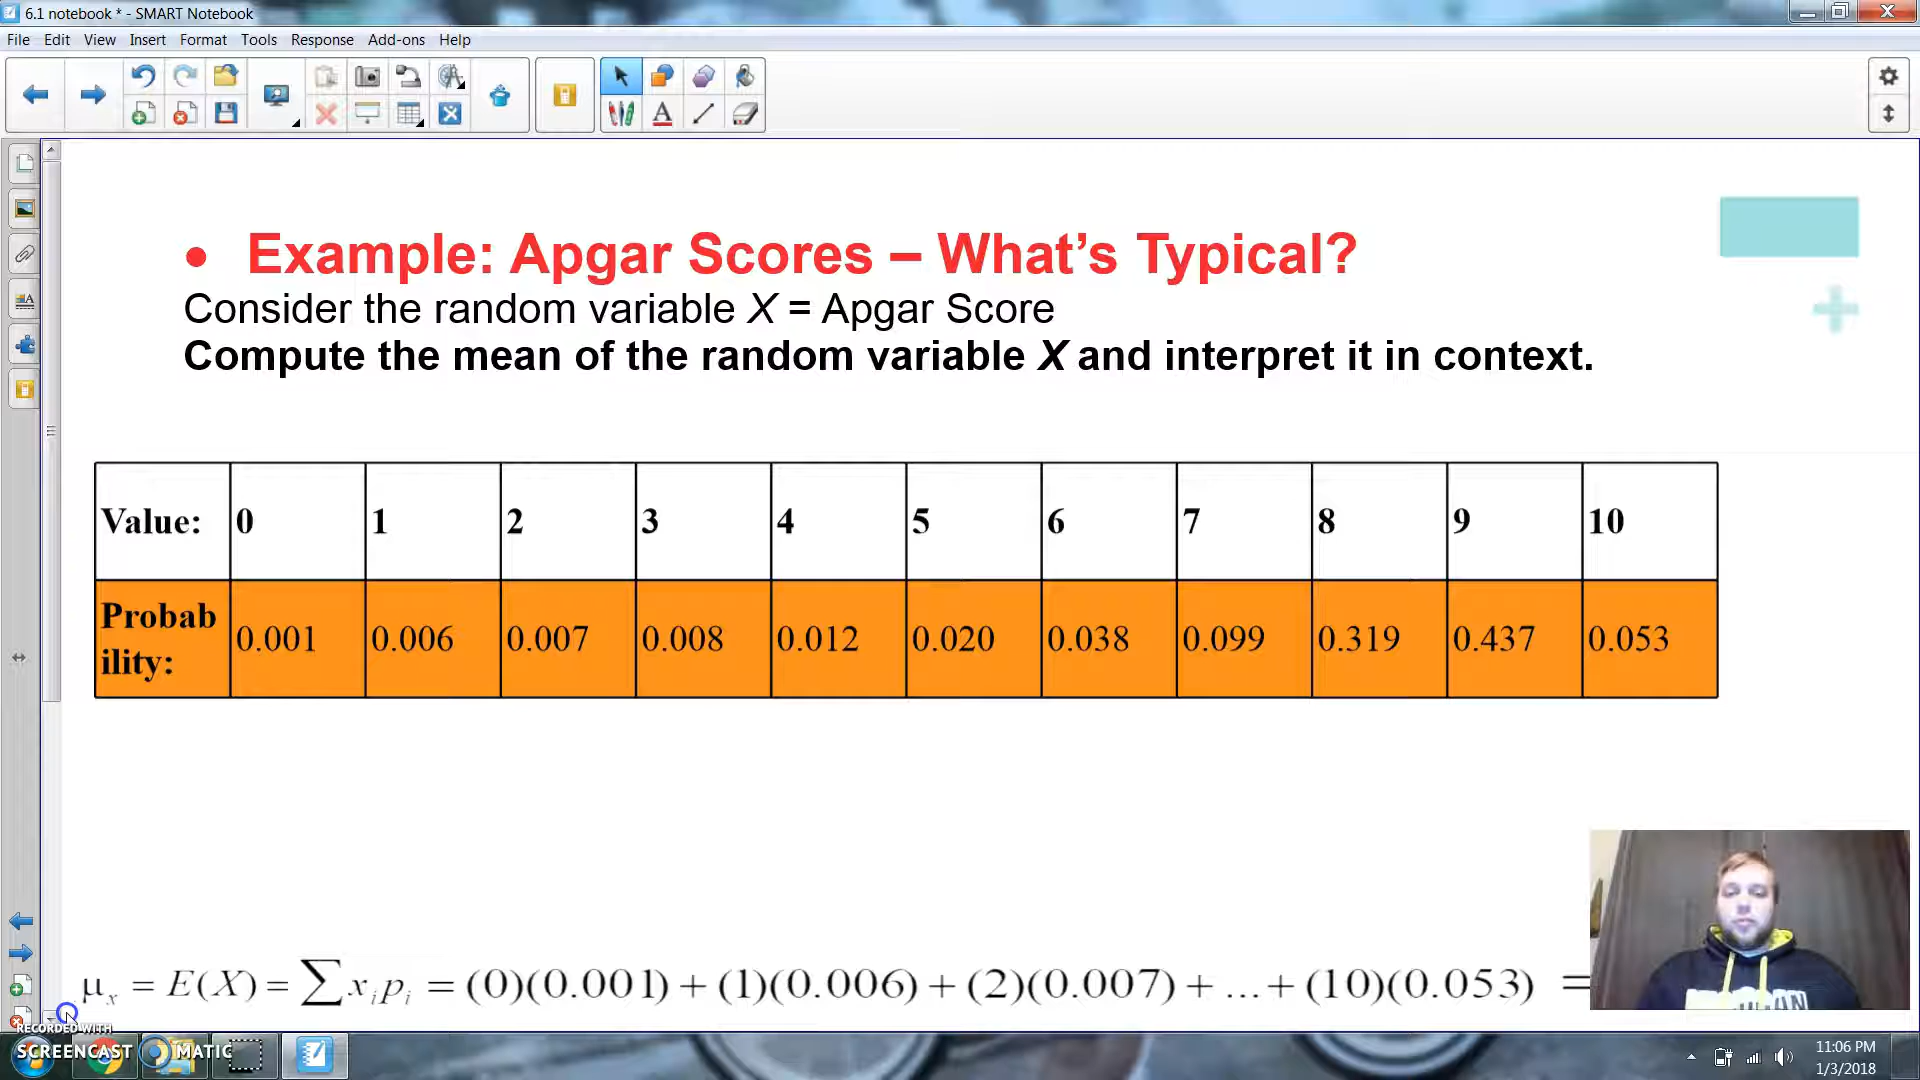 6.1 notebook * - SMART Notebook
File Edit View Insert Format Tools Response Add-ons Help
• Example: Apgar Scores – What's Typical?
Consider the random variable X = Apgar Score
Compute the mean of the random variable X and interpret it in context.
Value: 0 1 2 3 4 5 6 7 8 9 10
Probab
ility: 0.001 0.006 0.007 0.008 0.012 0.020 0.038 0.099 0.319 0.437 0.053
μx = E(X) = ∑ xipi = (0)(0.001) + (1)(0.006) + (2)(0.007) + ... + (10)(0.053) =
RECORDED WITH
SCREENCAST MATIC
11:06 PM
1/3/2018